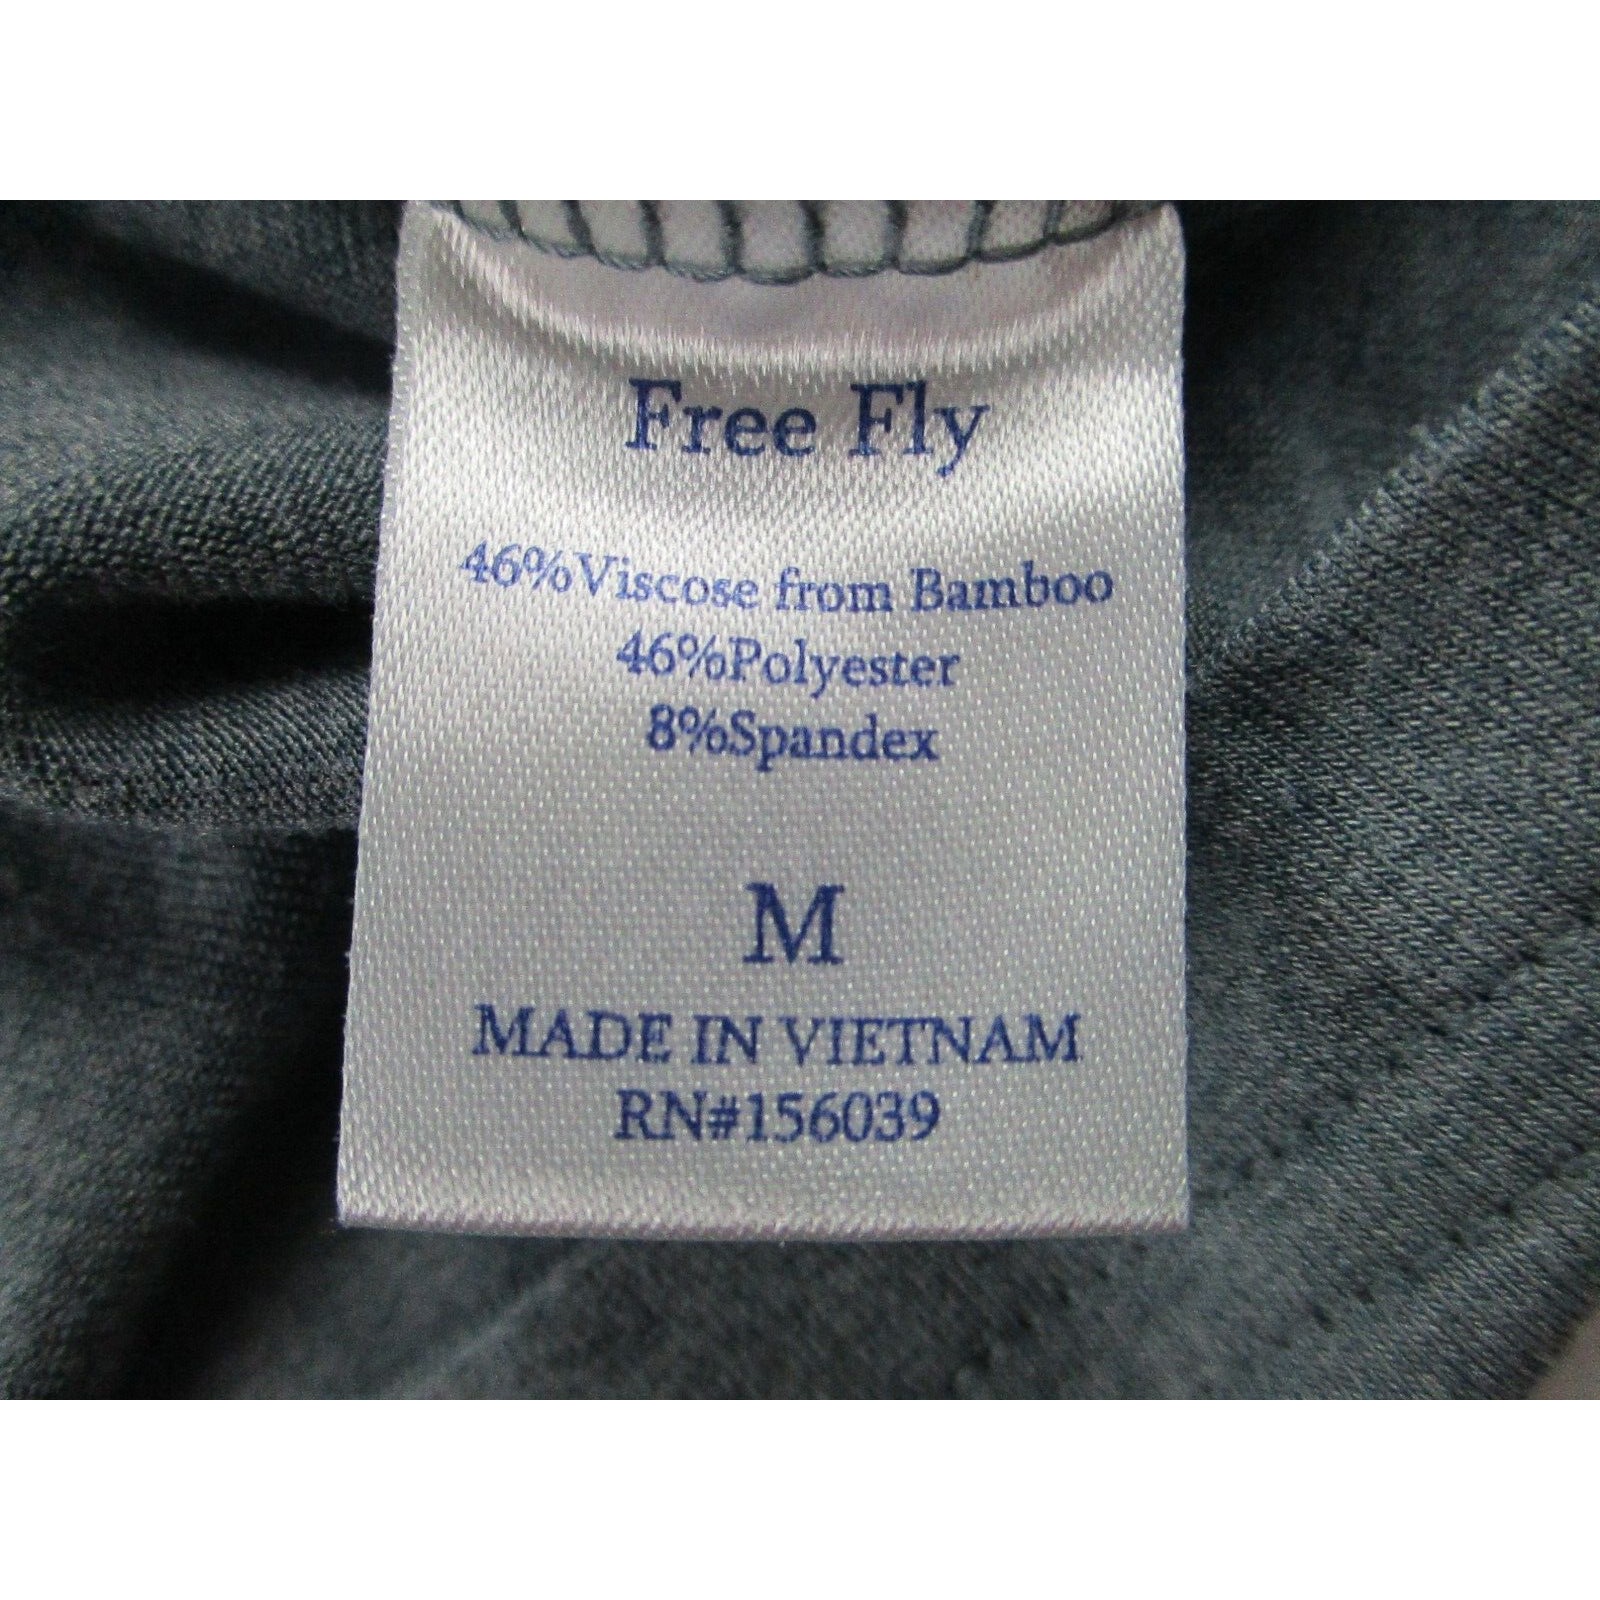 Free Fly
46%Viscose from Bamboo
46%Polyester
8%Spandex
M
MADE IN VIETNAM
RN#156039